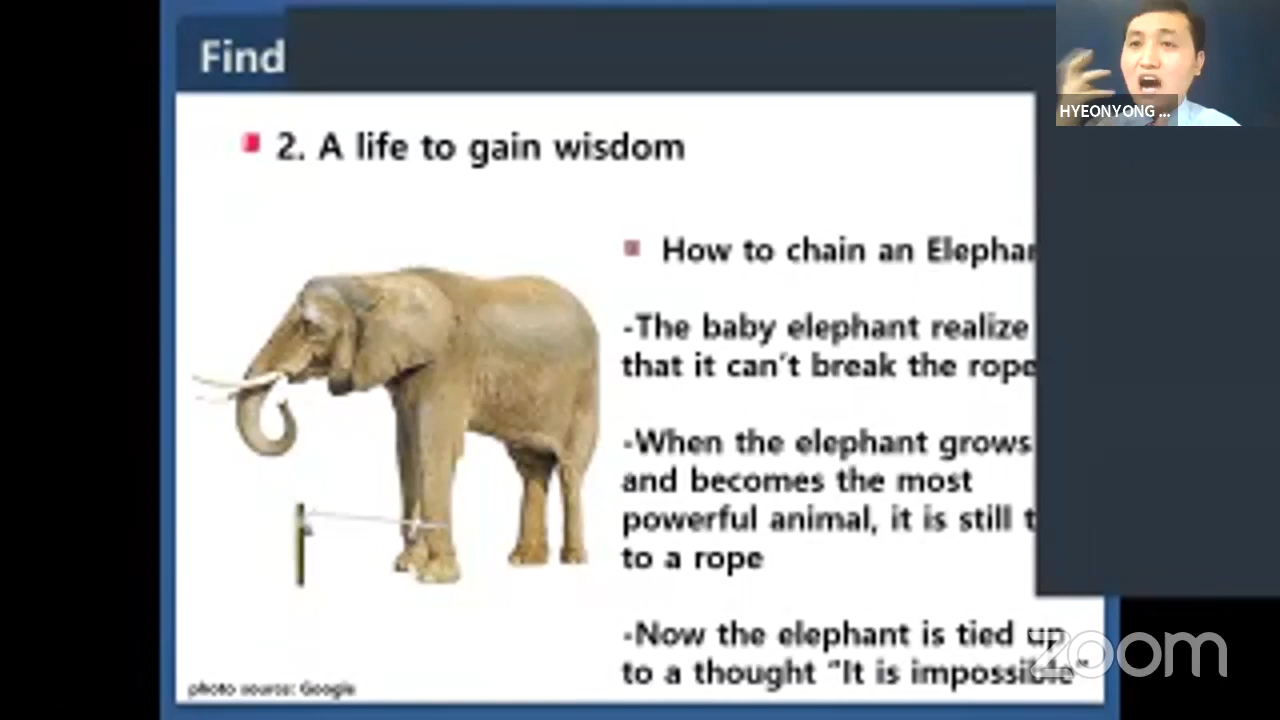 Find
HYEONYONG ...
2. A life to gain wisdom
How to chain an Elephan
-The baby elephant realize
that it can't break the rope
-When the elephant grows
and becomes the most
powerful animal, it is still t
to a rope
-Now the elephant is tied up
to a thought "It is impossible"
photo source: Google
zoom